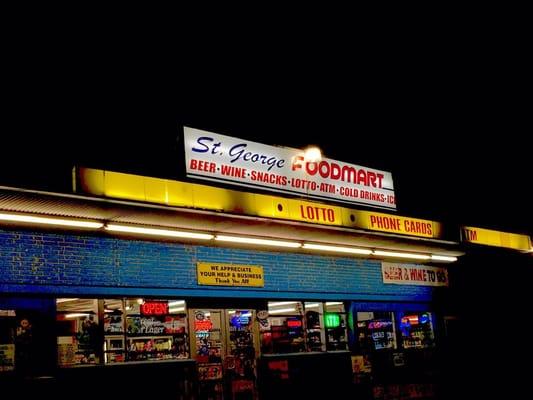 St. George FOODMART
BEER · WINE · SNACKS · LOTTO · ATM · COLD DRINKS · IC
LOTTO PHONE CARDS
TM
WE APPRECIATE
YOUR HELP & BUSINESS
Thank You All
BEER & WINE TO GO
OPEN